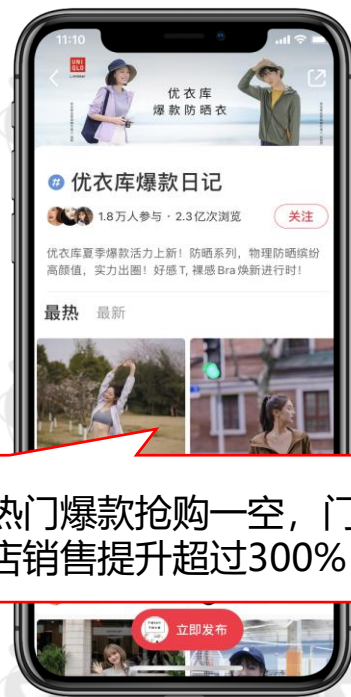 11:10
UNI
QLO
优衣库
爆款防晒衣
# 优衣库爆款日记
1.8万人参与 · 2.3亿次浏览
关注
优衣库夏季爆款活力上新！防晒系列，物理防晒缤纷
高颜值，实力出圈！好感T, 裸感Bra焕新进行时！
最热 最新
热门爆款抢购一空，门
店销售提升超过300%
立即发布